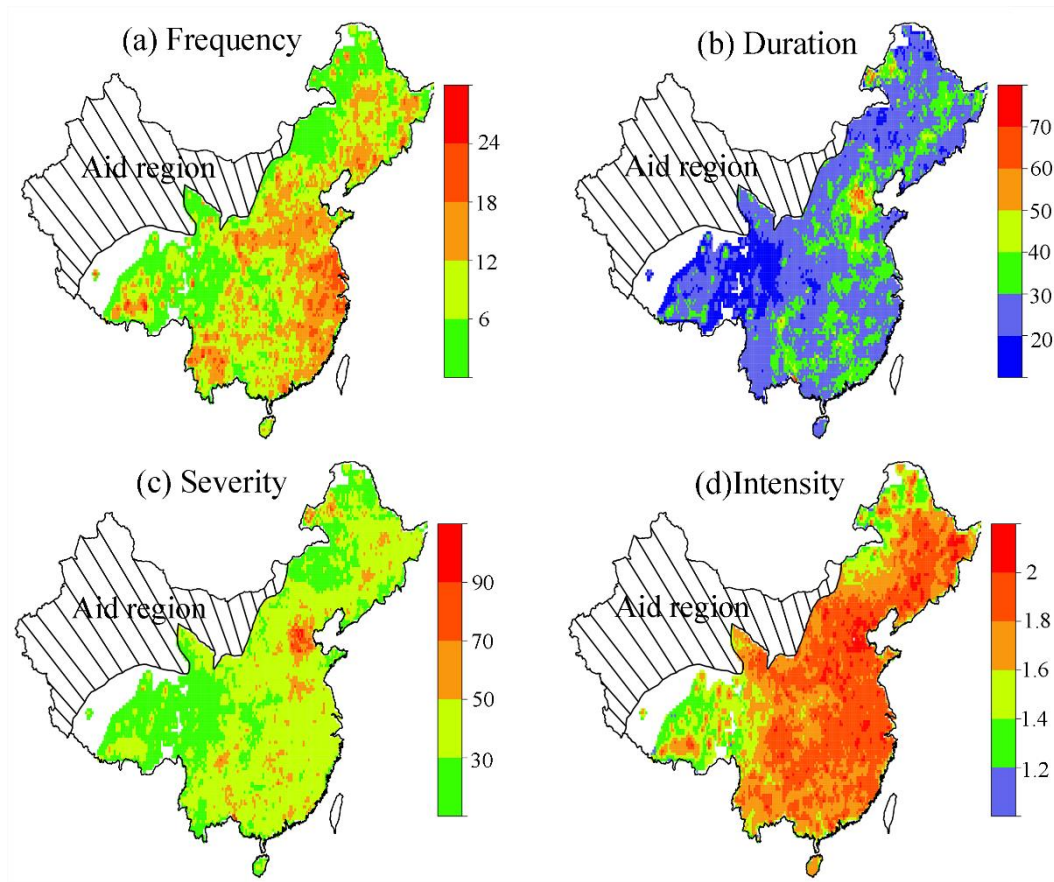 (a) Frequency
Aid region
24
18
12
6
(b) Duration
Aid region
70
60
50
40
30
20
(c) Severity
Aid region
90
70
50
30
(d)Intensity
Aid region
2
1.8
1.6
1.4
1.2